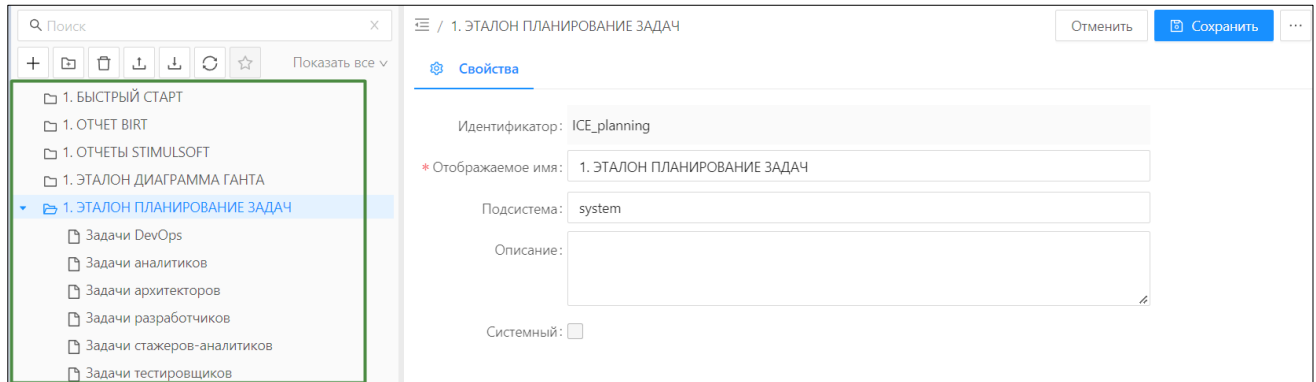 Поиск
Показать все
1. БЫСТРЫЙ СТАРТ
1. ОТЧЕТ BIRT
1. ОТЧЕТЫ STIMULSOFT
1. ЭТАЛОН ДИАГРАММА ГАНТА
1. ЭТАЛОН ПЛАНИРОВАНИЕ ЗАДАЧ
Задачи DevOps
Задачи аналитиков
Задачи архитекторов
Задачи разработчиков
Задачи стажеров-аналитиков
Задачи тестировщиков
/ 1. ЭТАЛОН ПЛАНИРОВАНИЕ ЗАДАЧ
Отменить
Сохранить
Свойства
Идентификатор: ICE_planning
* Отображаемое имя: 1. ЭТАЛОН ПЛАНИРОВАНИЕ ЗАДАЧ
Подсистема: system
Описание:
Системный: